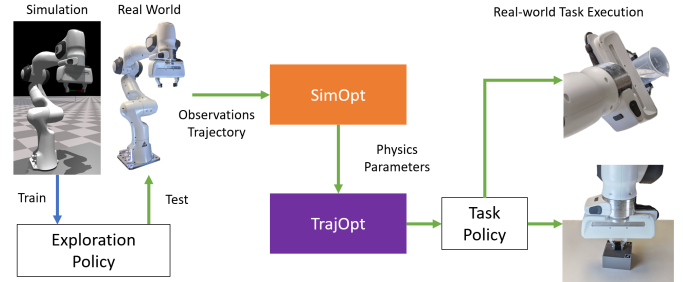 Simulation
Real World
Real-world Task Execution
SimOpt
Observations
Trajectory
Physics
Parameters
Train
Test
Exploration
Policy
TrajOpt
Task
Policy